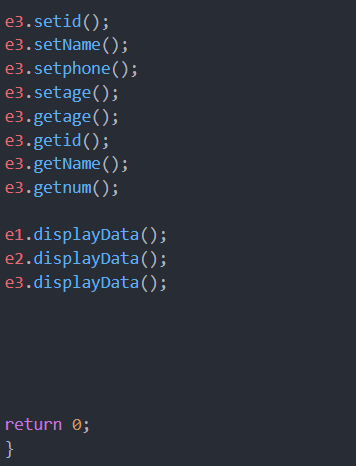 e3.setid();
e3.setName();
e3.setphone();
e3.setage();
e3.getage();
e3.getid();
e3.getName();
e3.getnum();
e1.displayData();
e2.displayData();
e3.displayData();
return 0;
}